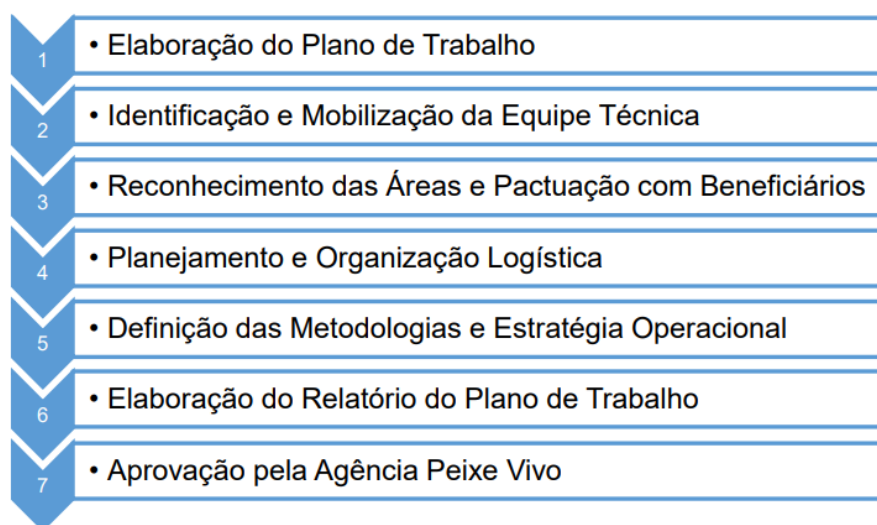 1
• Elaboração do Plano de Trabalho
2
• Identificação e Mobilização da Equipe Técnica
3
• Reconhecimento das Áreas e Pactuação com Beneficiários
4
• Planejamento e Organização Logística
5
• Definição das Metodologias e Estratégia Operacional
6
• Elaboração do Relatório do Plano de Trabalho
7
• Aprovação pela Agência Peixe Vivo